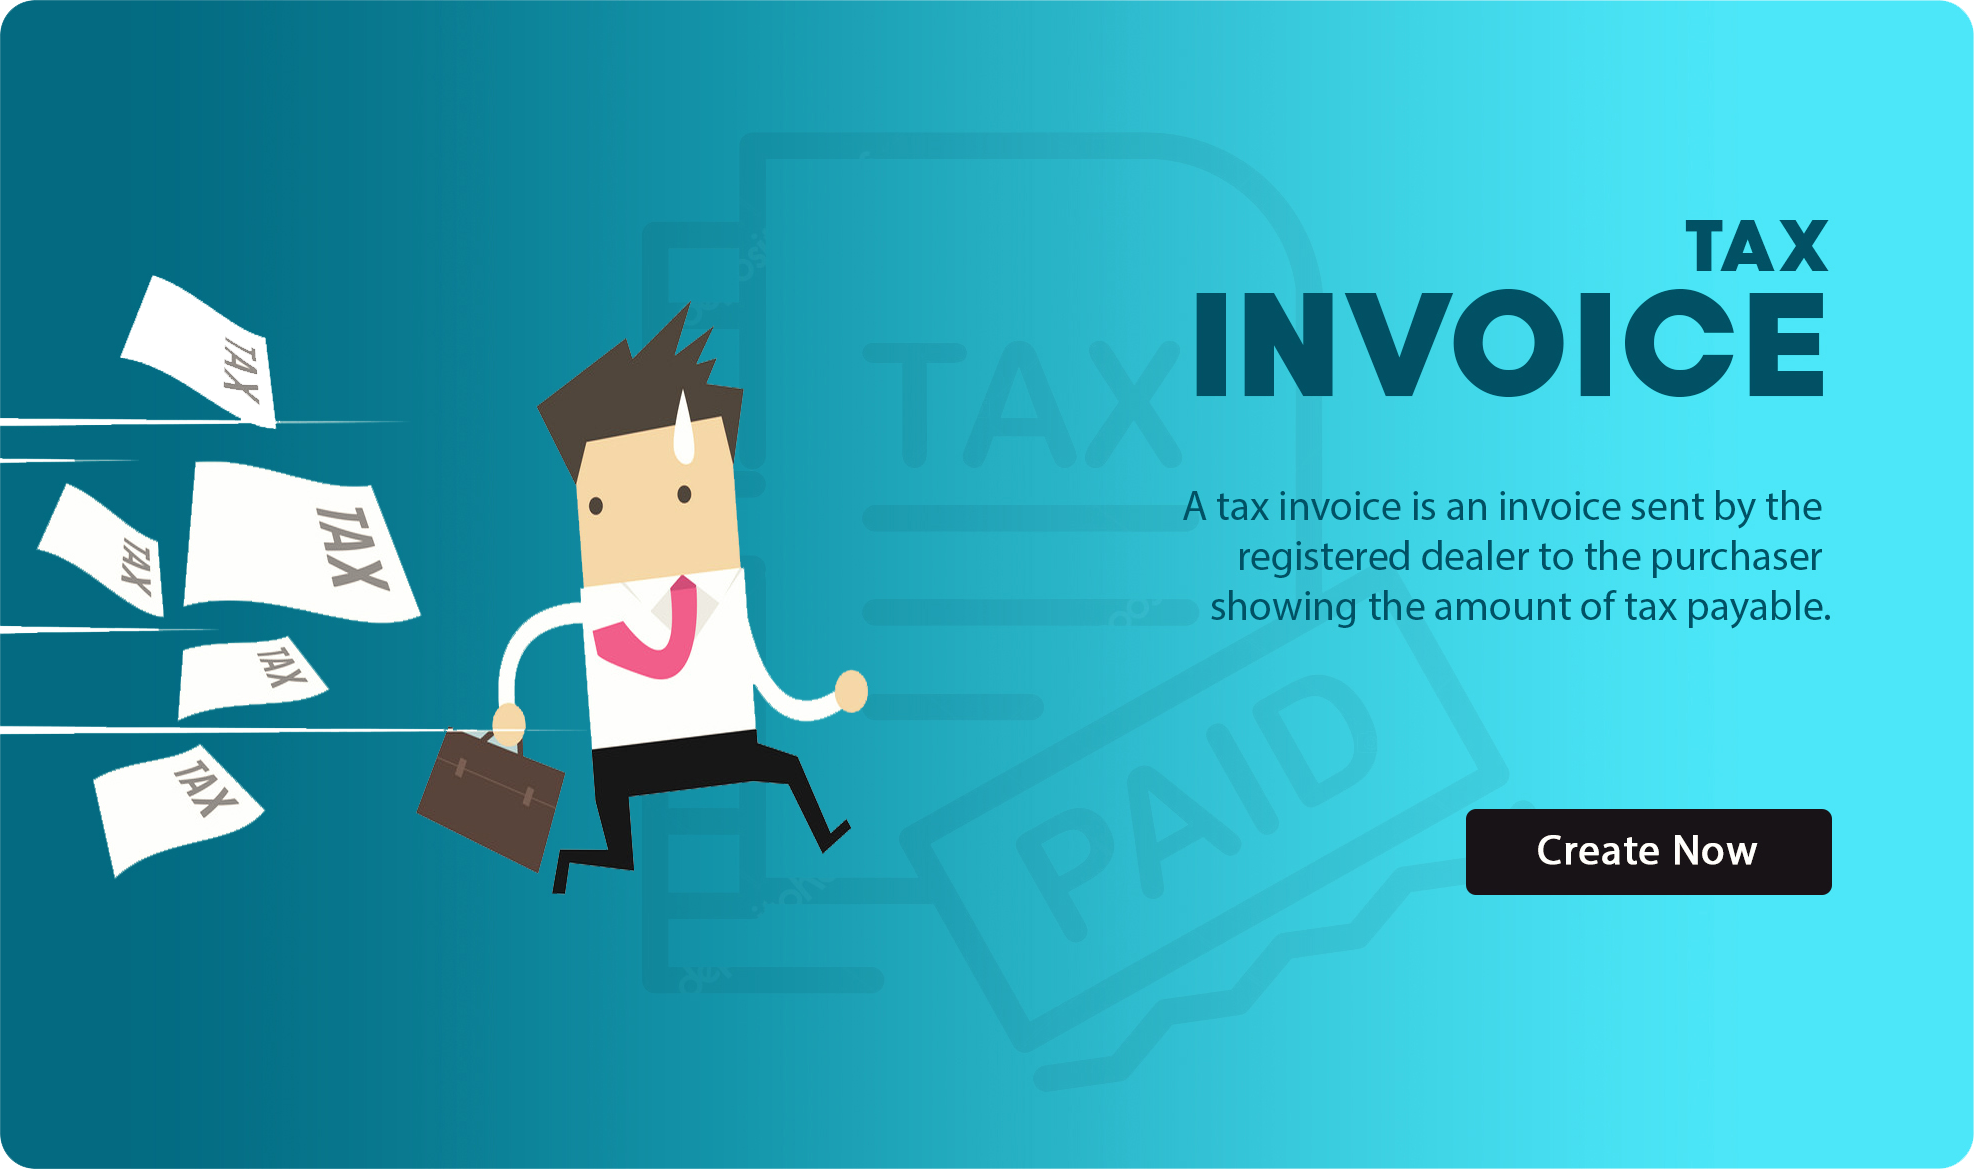 TAX
INVOICE
A tax invoice is an invoice sent by the
registered dealer to the purchaser
showing the amount of tax payable.
Create Now
TAX
PAID
TAX
TAX
TAX
TAX
TAX